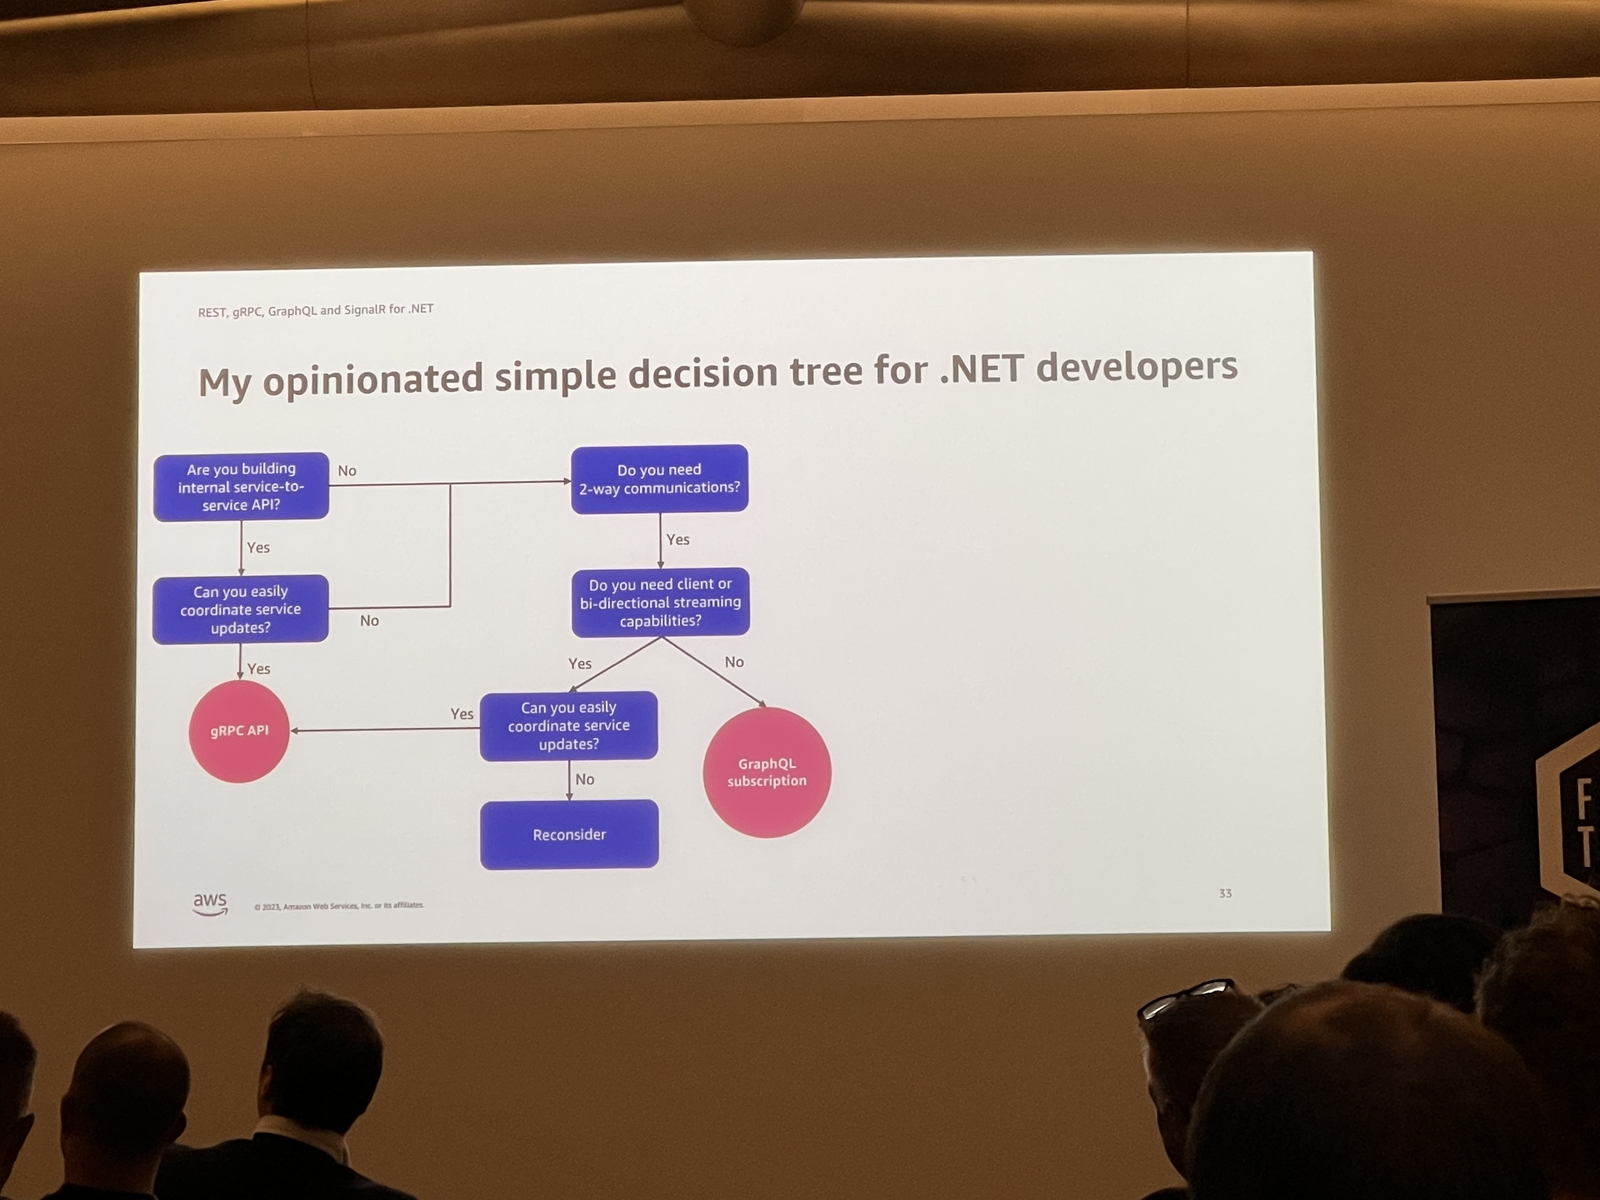 REST, gRPC, GraphQL and SignalR for .NET
My opinionated simple decision tree for .NET developers
Are you building
internal service-to-
service API?
No
Do you need
2-way communications?
Yes
Yes
Can you easily
coordinate service
updates?
No
Do you need client or
bi-directional streaming
capabilities?
Yes
Yes
No
gRPC API
Yes
Can you easily
coordinate service
updates?
GraphQL
subscription
No
Reconsider
aws
© 2023, Amazon Web Services, Inc. or its affiliates.
33
F
T